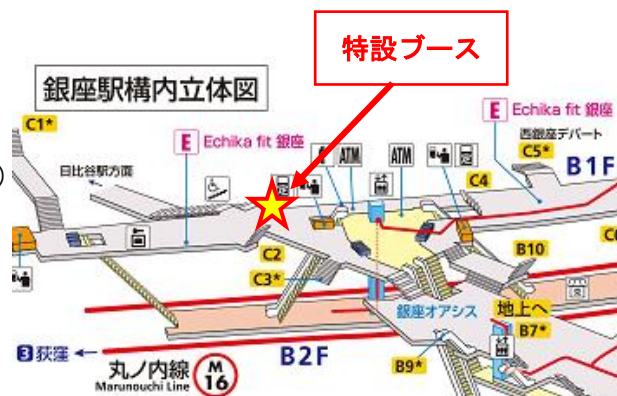 特設ブース
銀座駅構内立体図
C1*
E Echika fit 銀座
E Echika fit 銀座
西銀座デパート
C5*
B1F
日比谷駅方面
ATM
ATM
C4
C2
C3*
B10
銀座オアシス
地上へ
B7*
3 荻窪
B2F
丸ノ内線
Marunouchi Line
M
16
B9*